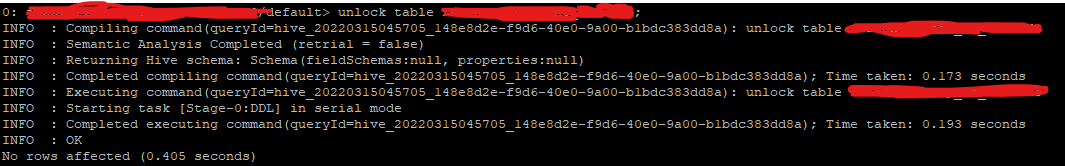 0: /default> unlock table ;
INFO : Compiling command(queryId=hive_20220315045705_148e8d2e-f9d6-40e0-9a00-b1bdc383dd8a): unlock table
INFO : Semantic Analysis Completed (retrial = false)
INFO : Returning Hive schema: Schema(fieldSchemas:null, properties:null)
INFO : Completed compiling command(queryId=hive_20220315045705_148e8d2e-f9d6-40e0-9a00-b1bdc383dd8a); Time taken: 0.173 seconds
INFO : Executing command(queryId=hive_20220315045705_148e8d2e-f9d6-40e0-9a00-b1bdc383dd8a): unlock table
INFO : Starting task [Stage-0:DDL] in serial mode
INFO : Completed executing command(queryId=hive_20220315045705_148e8d2e-f9d6-40e0-9a00-b1bdc383dd8a); Time taken: 0.193 seconds
INFO : OK
No rows affected (0.405 seconds)